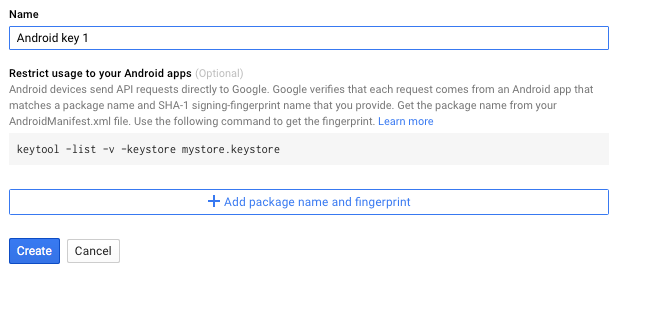 Name
Android key 1
Restrict usage to your Android apps (Optional)
Android devices send API requests directly to Google. Google verifies that each request comes from an Android app that
matches a package name and SHA-1 signing-fingerprint name that you provide. Get the package name from your
AndroidManifest.xml file. Use the following command to get the fingerprint. Learn more
keytool -list -v -keystore mystore.keystore
+ Add package name and fingerprint
Create Cancel